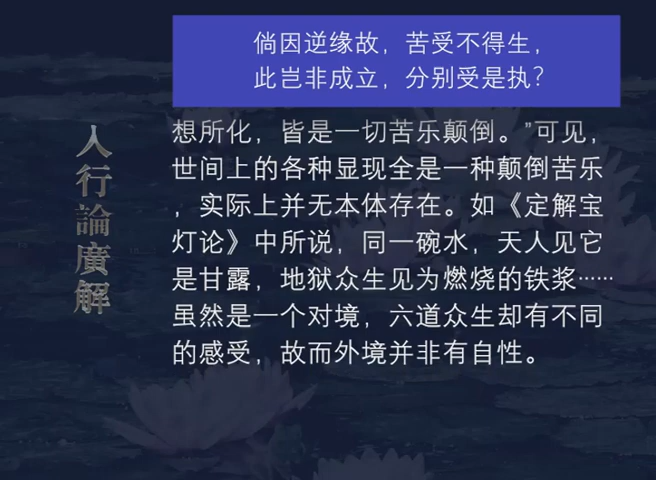 倘因逆缘故，苦受不得生，
此岂非成立，分别受是执？
入行論廣解
想所化，皆是一切苦乐颠倒。”可见，
世间上的各种显现全是一种颠倒苦乐
，实际上并无本体存在。如《定解宝
灯论》中所说，同一碗水，天人见它
是甘露，地狱众生见为燃烧的铁浆……
虽然是一个对境，六道众生却有不同
的感受，故而外境并非有自性。